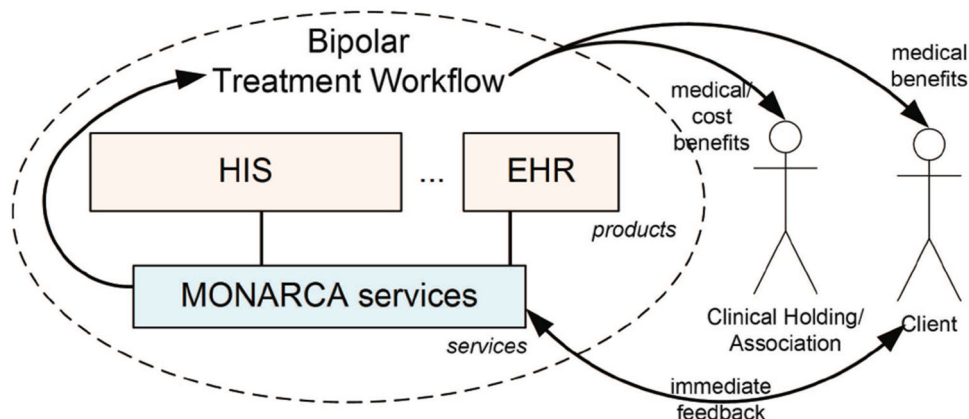 Bipolar
Treatment Workflow
medical
benefits
medical/
cost
benefits
HIS
...
EHR
products
MONARCA services
services
Clinical Holding/
Association
Client
immediate
feedback